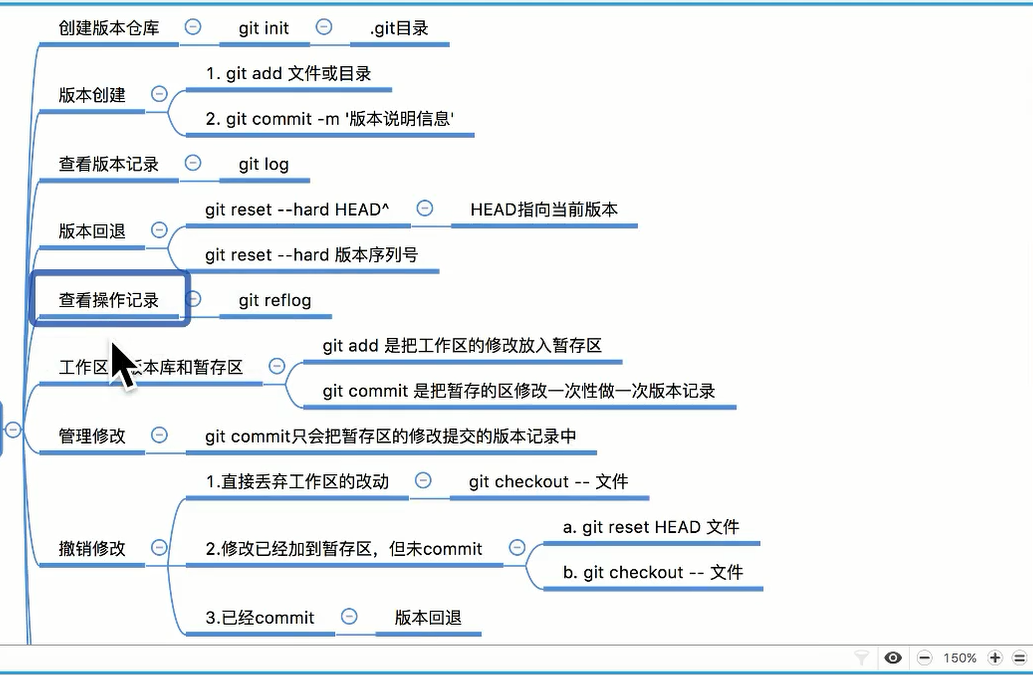 创建版本仓库 git init .git目录
1. git add 文件或目录
版本创建
2. git commit -m '版本说明信息'
查看版本记录 git log
git reset --hard HEAD^ HEAD指向当前版本
版本回退
git reset --hard 版本序列号
查看操作记录 git reflog
git add 是把工作区的修改放入暂存区
工作区 本库和暂存区
git commit 是把暂存的区修改一次性做一次版本记录
管理修改 git commit只会把暂存区的修改提交的版本记录中
1.直接丢弃工作区的改动 git checkout -- 文件
a. git reset HEAD 文件
撤销修改 2.修改已经加到暂存区，但未commit
b. git checkout -- 文件
3.已经commit 版本回退
150%